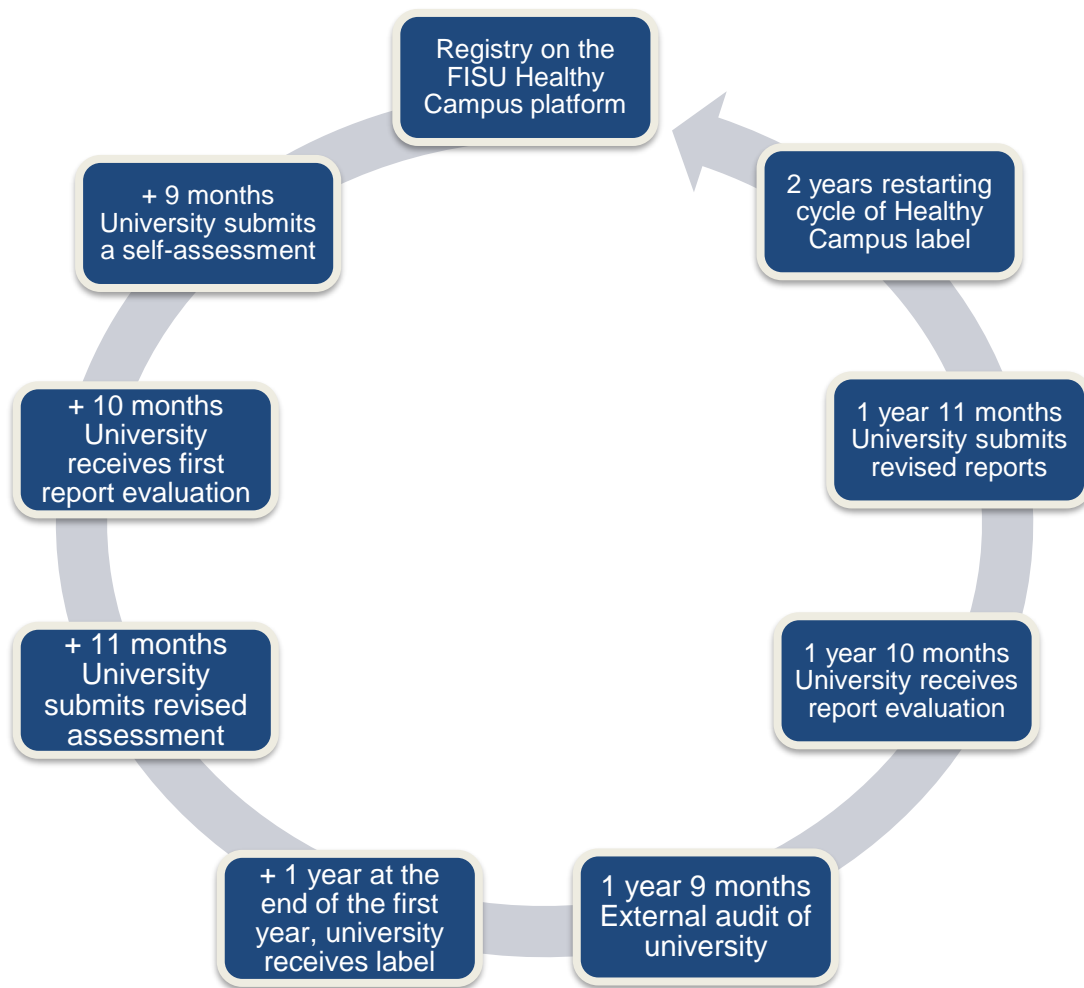 Registry on the
FISU Healthy
Campus platform
+ 9 months
University submits
a self-assessment
2 years restarting
cycle of Healthy
Campus label
+ 10 months
University
receives first
report evaluation
1 year 11 months
University submits
revised reports
+ 11 months
University
submits revised
assessment
1 year 10 months
University receives
report evaluation
+ 1 year at the
end of the first
year, university
receives label
1 year 9 months
External audit of
university